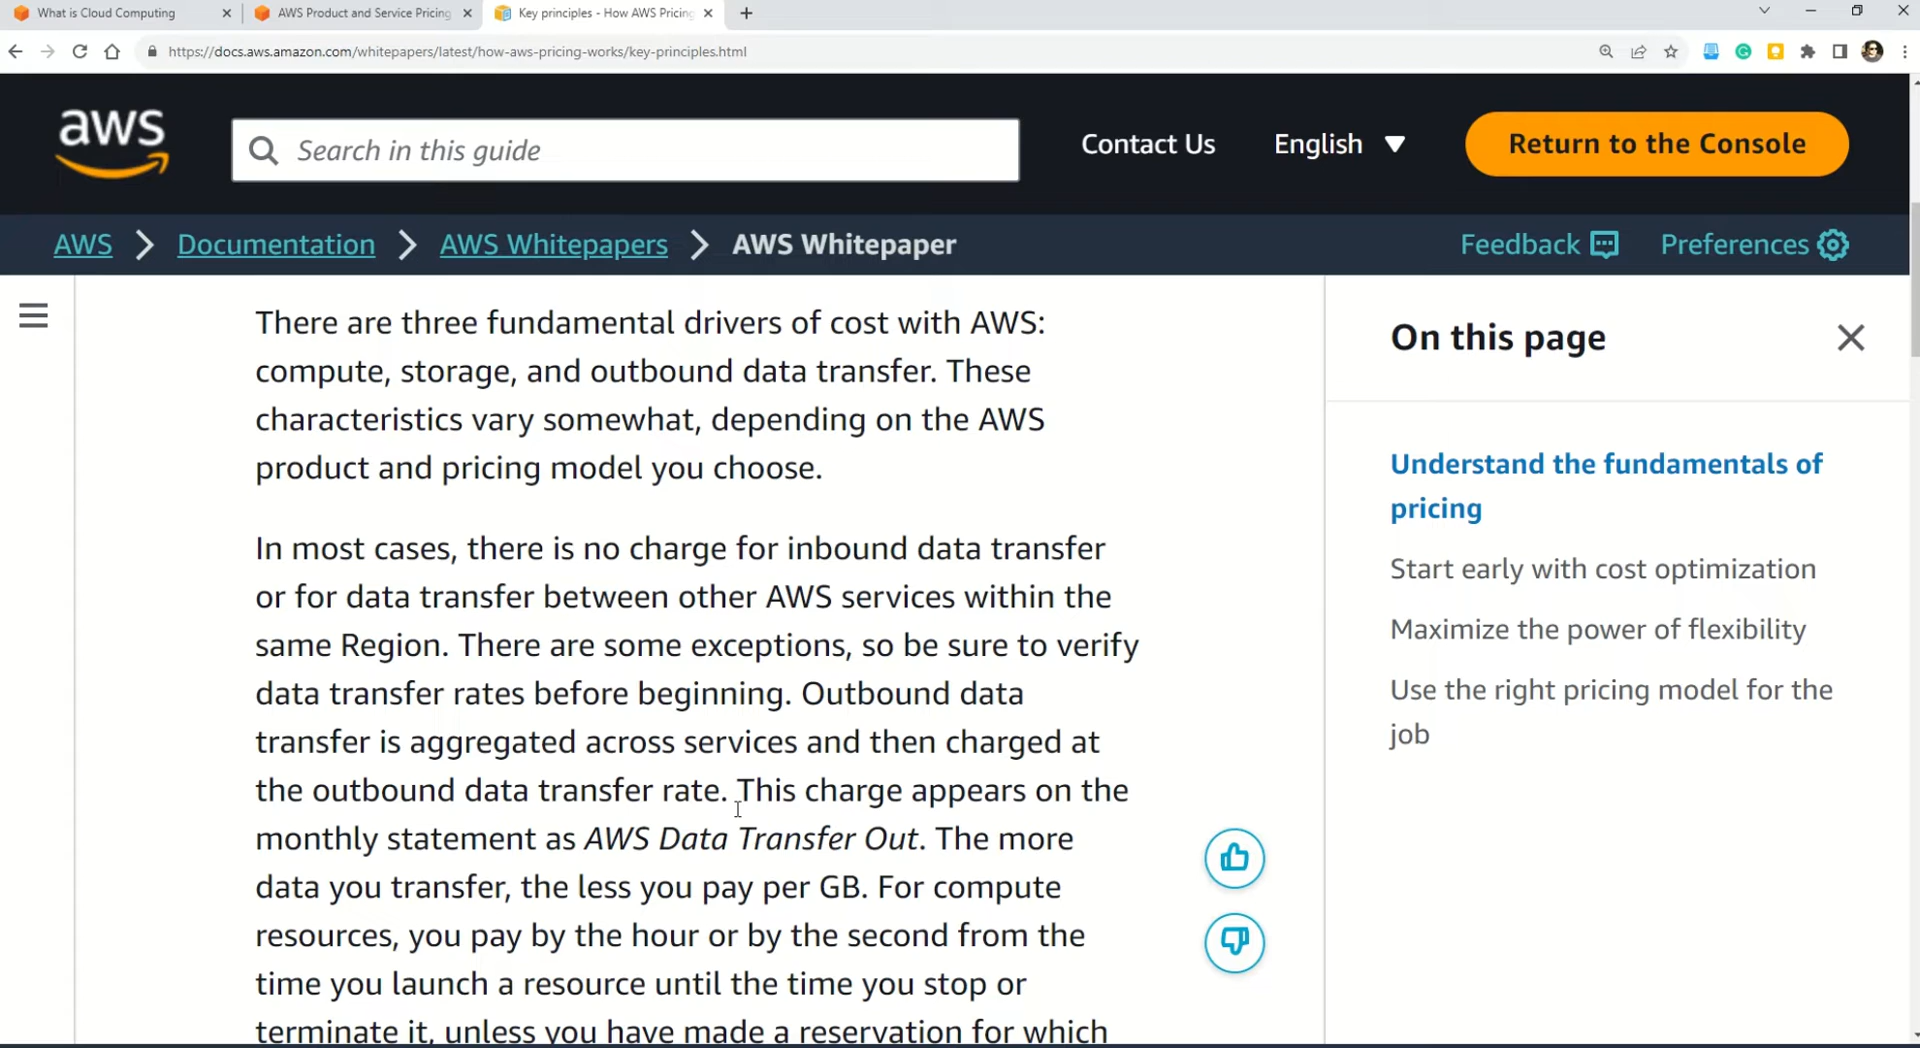 What is Cloud Computing
AWS Product and Service Pricing
Key principles - How AWS Pricing
https://docs.aws.amazon.com/whitepapers/latest/how-aws-pricing-works/key-principles.html
aws
Search in this guide
Contact Us
English
Return to the Console
AWS
Documentation
AWS Whitepapers
AWS Whitepaper
Feedback
Preferences
There are three fundamental drivers of cost with AWS:
compute, storage, and outbound data transfer. These
characteristics vary somewhat, depending on the AWS
product and pricing model you choose.
In most cases, there is no charge for inbound data transfer
or for data transfer between other AWS services within the
same Region. There are some exceptions, so be sure to verify
data transfer rates before beginning. Outbound data
transfer is aggregated across services and then charged at
the outbound data transfer rate. This charge appears on the
monthly statement as AWS Data Transfer Out. The more
data you transfer, the less you pay per GB. For compute
resources, you pay by the hour or by the second from the
time you launch a resource until the time you stop or
terminate it, unless you have made a reservation for which
On this page
Understand the fundamentals of
pricing
Start early with cost optimization
Maximize the power of flexibility
Use the right pricing model for the
job